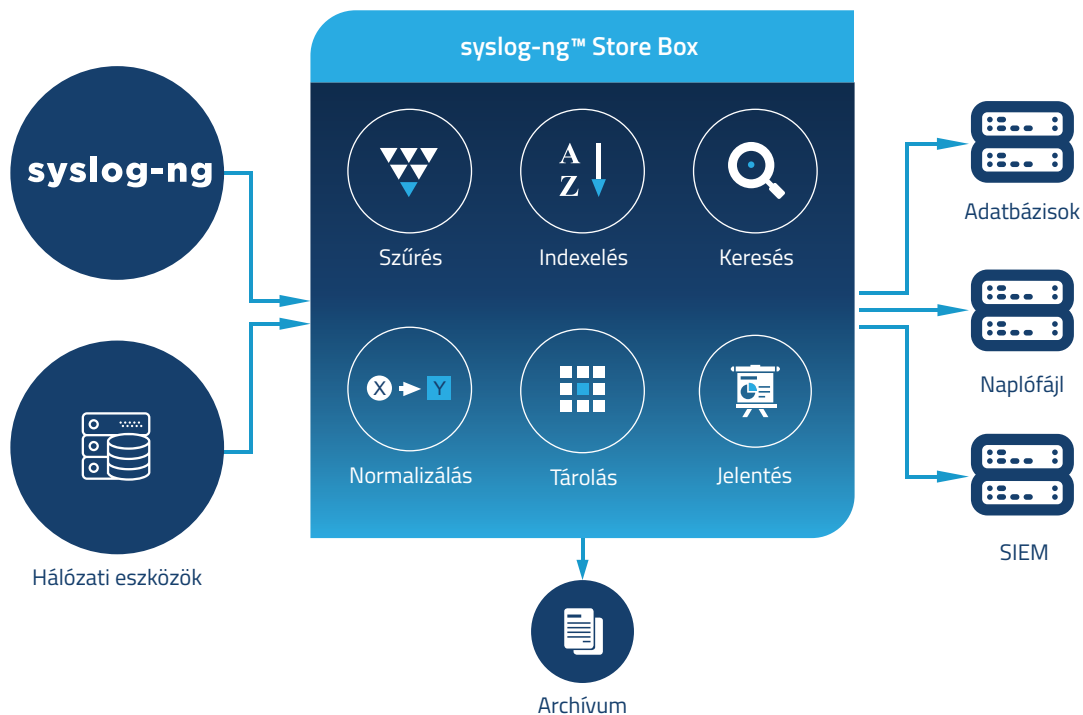 syslog-ng™ Store Box
syslog-ng
A
Z
Szűrés
Indexelés
Keresés
X
Y
Normalizálás
Tárolás
Jelentés
Hálózati eszközök
Adatbázisok
Naplófájl
SIEM
Archívum